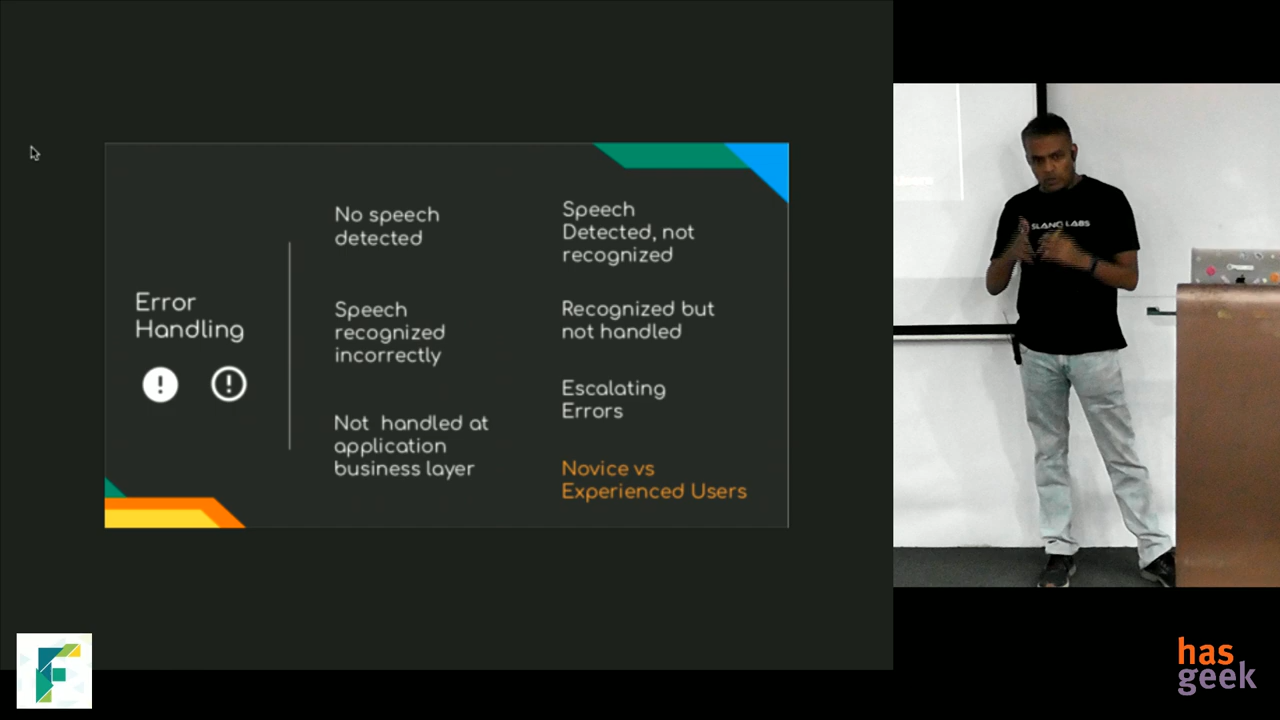 Error
Handling
No speech
detected
Speech
recognized
incorrectly
Not handled at
application
business layer
Speech
Detected, not
recognized
Recognized but
not handled
Escalating
Errors
Novice vs
Experienced Users
SLANG LABS
F
has
geek